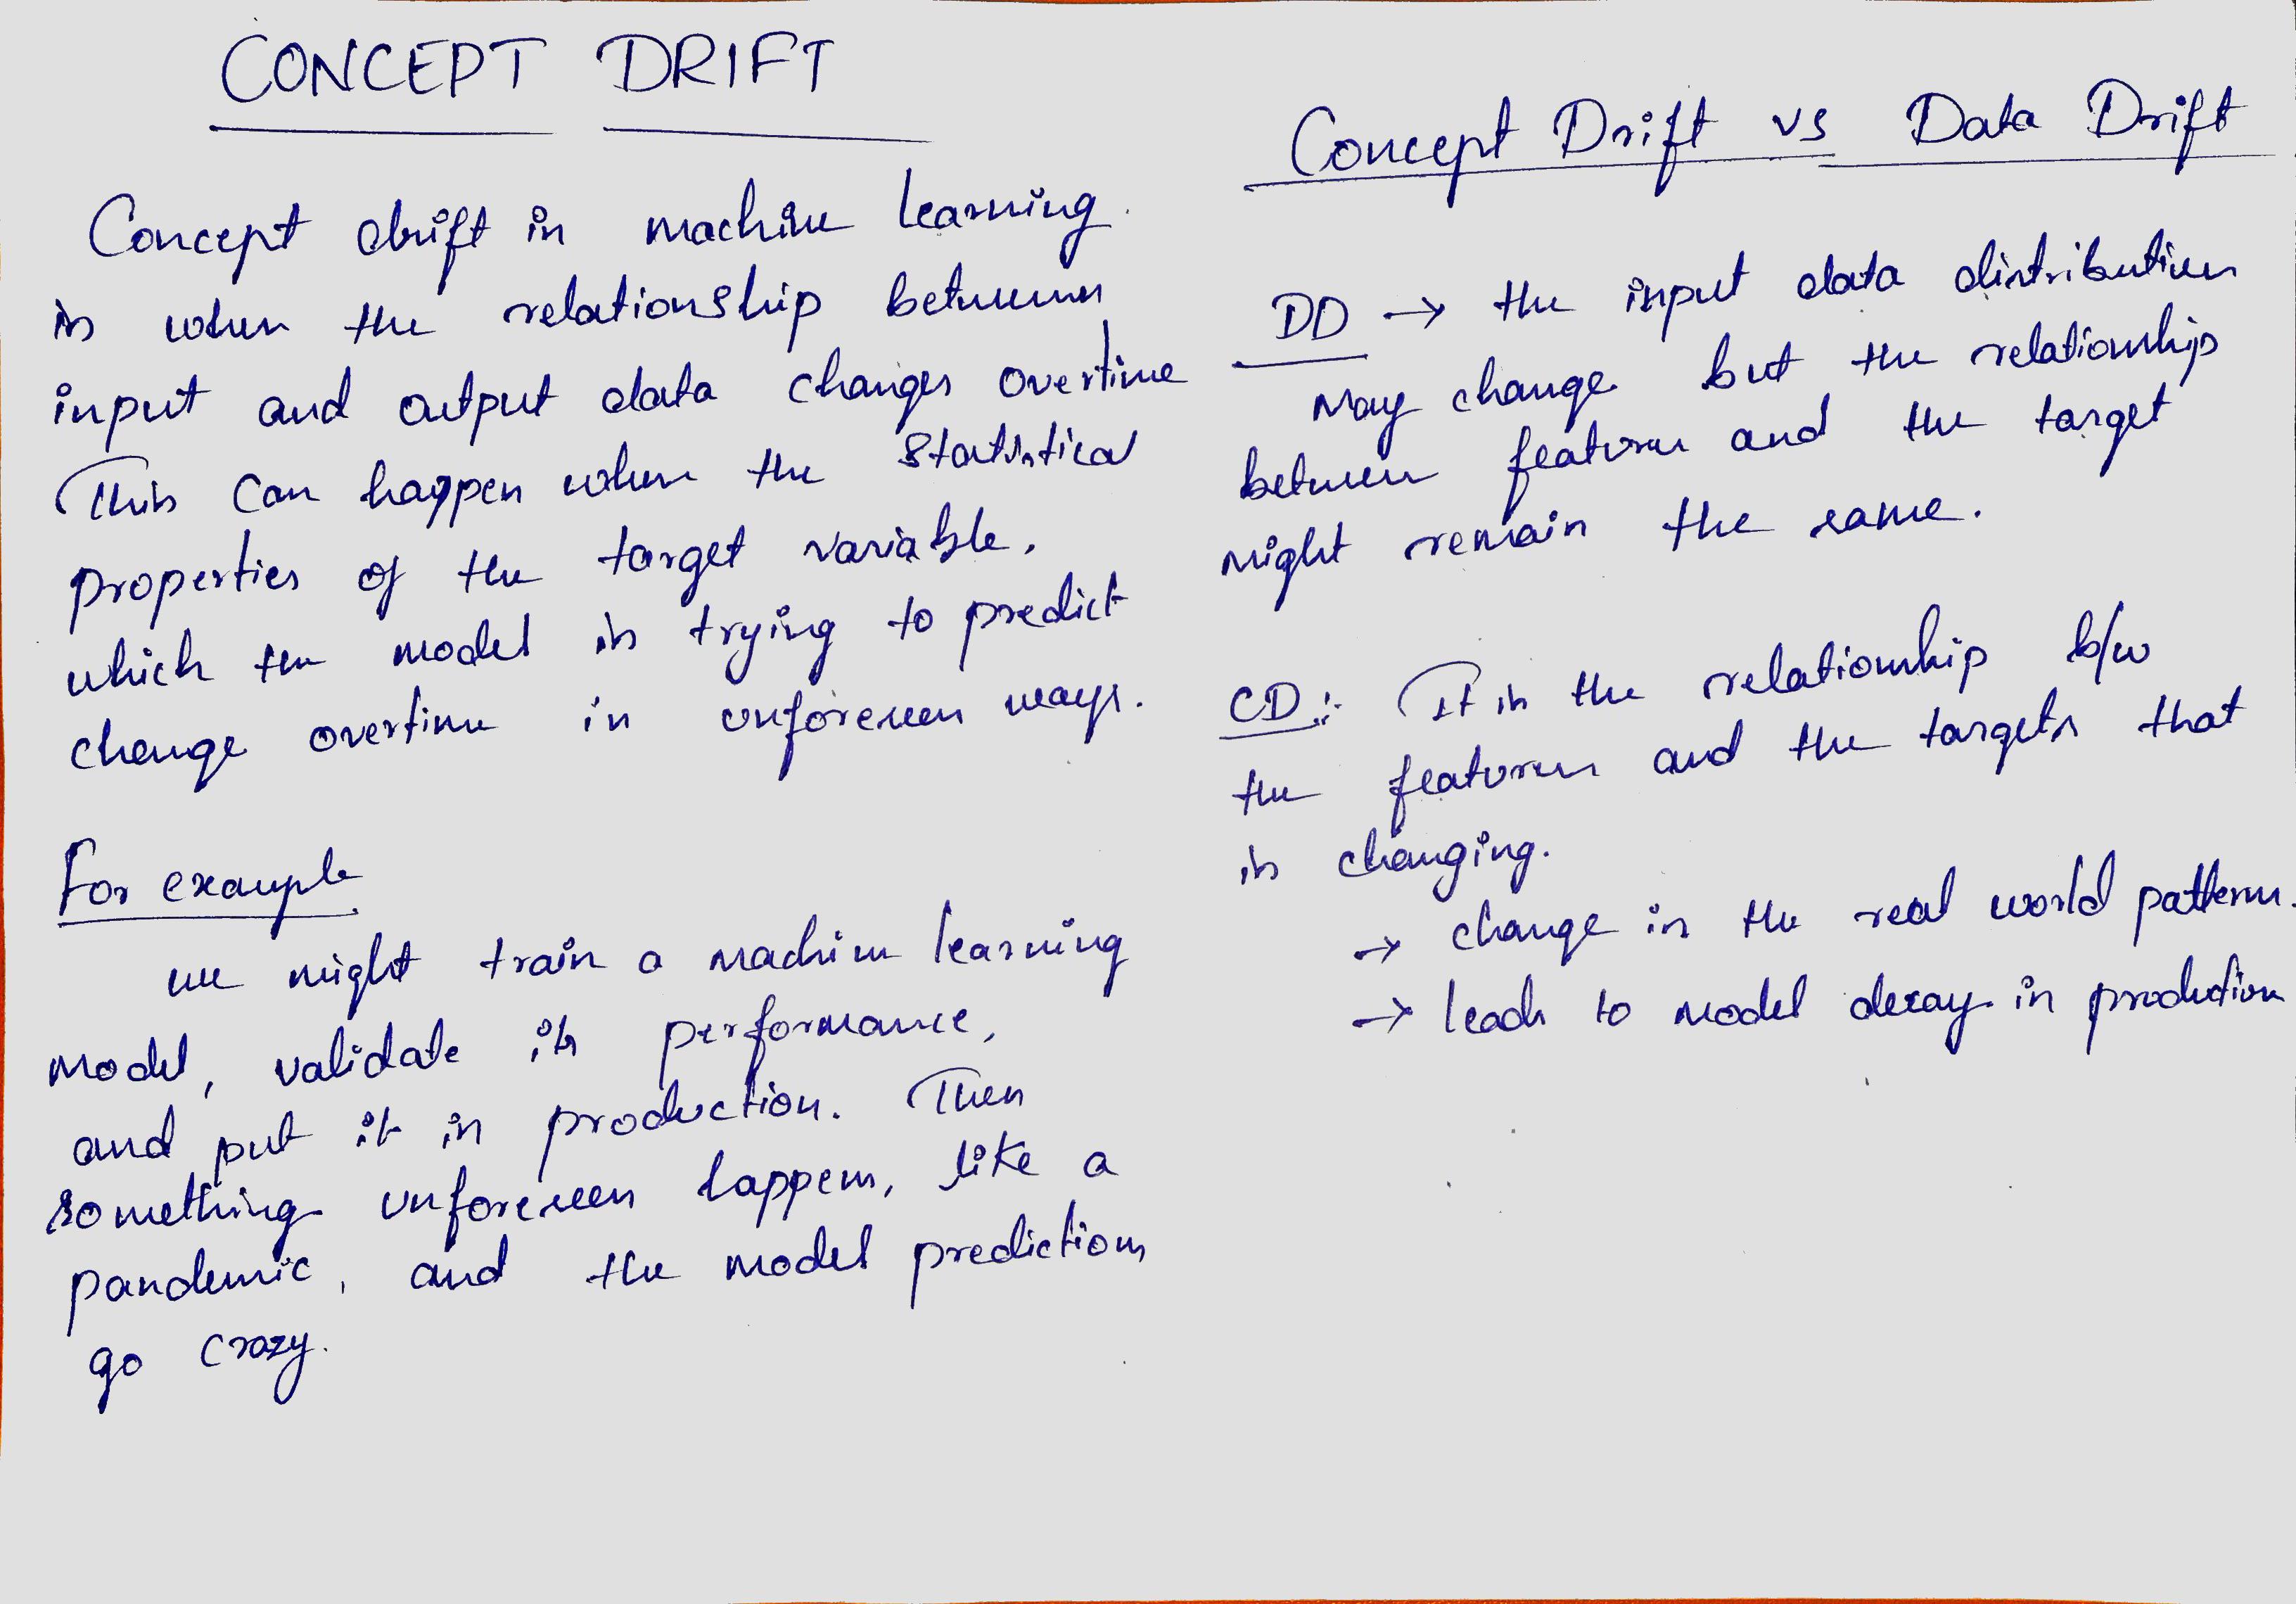 CONCEPT DRIFT
Concept drift in machine learning
is when the relationship between
input and output data changes overtime
This can happen when the statistical
properties of the target variable,
which the model is trying to predict
change overtime in unforeseen ways.
For example
we might train a machine learning
model, validate its performance,
and put it in production. Then
something unforeseen happens, like a
pandemic, and the model predictions
go crazy.
Concept Drift vs Data Drift
DD → the input data distribution
may change but the relationship
between features and the target
might remain the same.
CD:- It is the relationship b/w
the features and the targets that
is changing.
→ change in the real world patterns.
→ leads to model decay in production